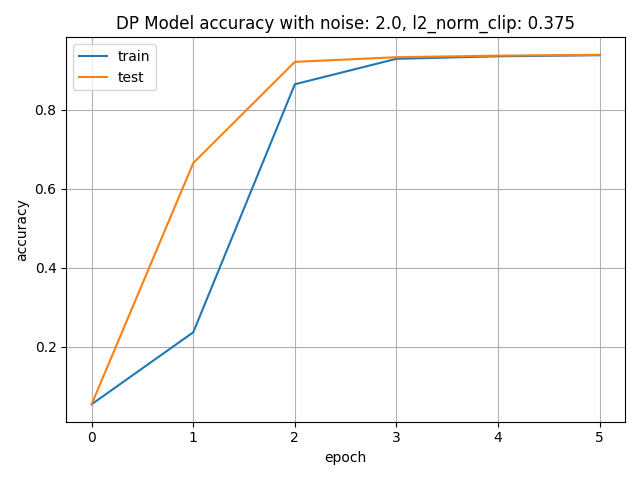 DP Model accuracy with noise: 2.0, l2_norm_clip: 0.375
train
test
0.8
0.6
0.4
0.2
accuracy
0 1 2 3 4 5
epoch